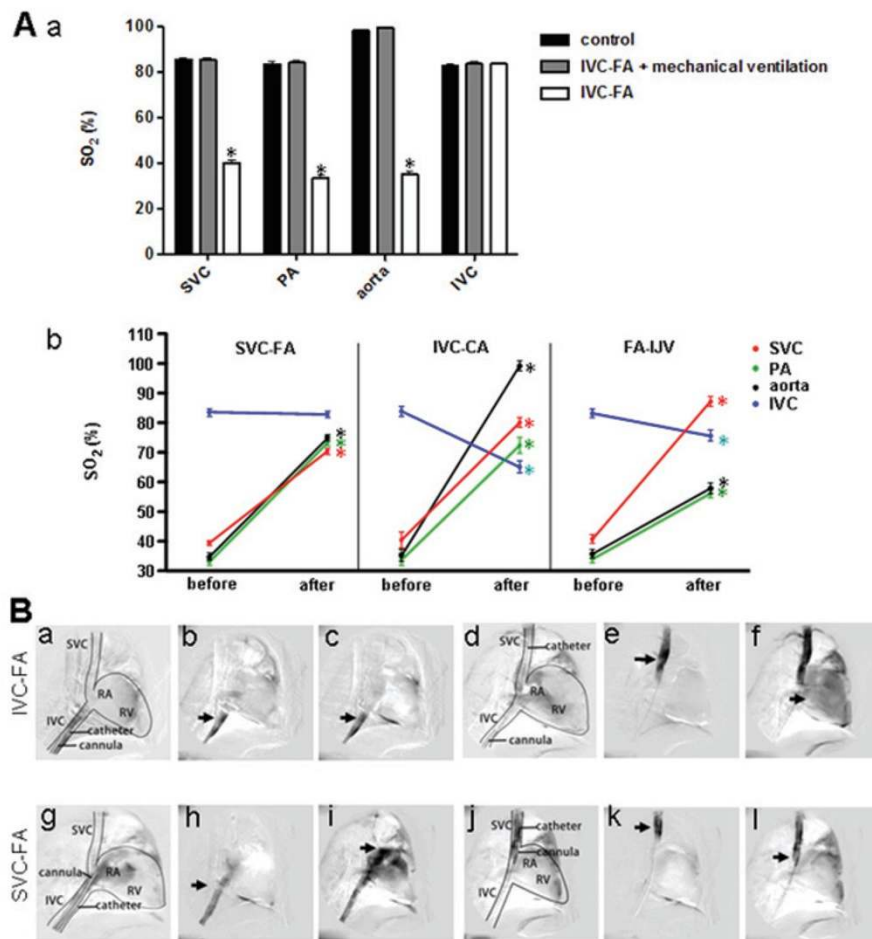 A a
100
80
60
40
20
0
SO2 (%)
control
IVC-FA + mechanical ventilation
IVC-FA
*
*
*
SVC
PA
aorta
IVC
b
110
100
90
80
70
60
50
40
30
SO2 (%)
SVC-FA
IVC-CA
FA-IJV
SVC
PA
aorta
IVC
*
*
*
*
*
*
*
*
*
*
*
before after before after before after
B
IVC-FA
a
SVC
RA
RV
IVC
catheter
cannula
b
c
d
SVC
catheter
RA
RV
IVC
cannula
e
f
SVC-FA
g
SVC
cannula
RA
RV
IVC
catheter
h
i
j
SVC
catheter
cannula
RA
RV
IVC
k
l